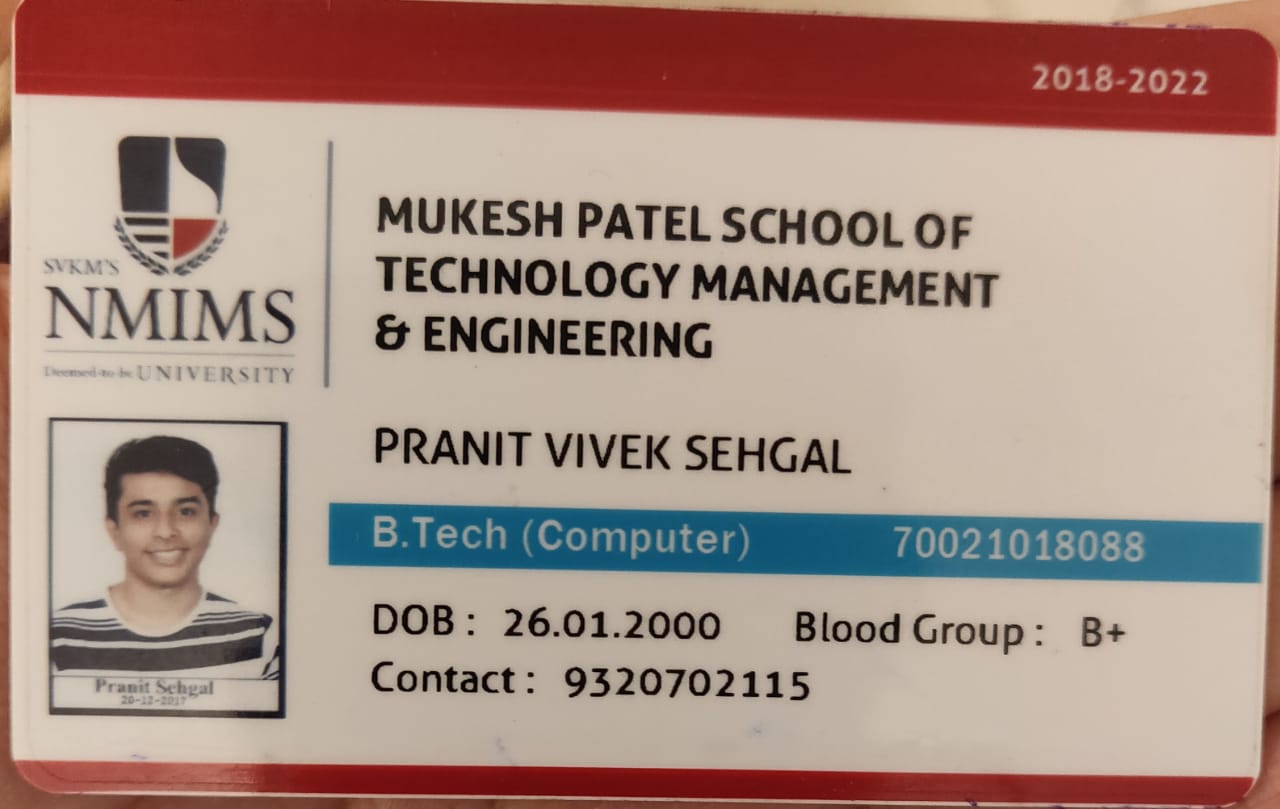 2018-2022
SVKM'S
NMIMS
Deemed-to-be UNIVERSITY
MUKESH PATEL SCHOOL OF
TECHNOLOGY MANAGEMENT
& ENGINEERING
PRANIT VIVEK SEHGAL
B.Tech (Computer) 70021018088
DOB : 26.01.2000 Blood Group : B+
Contact : 9320702115
Pranit Sehgal
20-12-2017